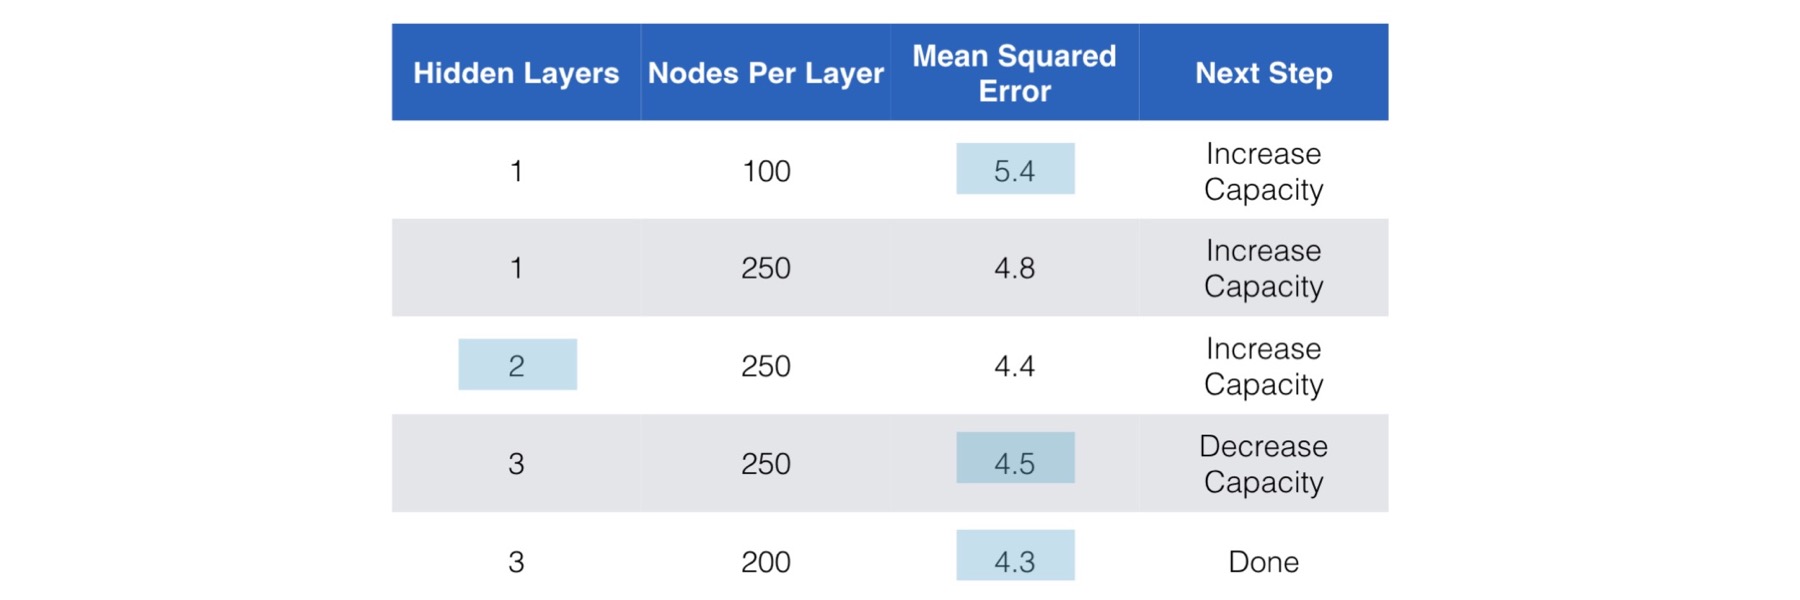 Hidden Layers Nodes Per Layer Mean Squared Error Next Step
1 100 5.4 Increase Capacity
1 250 4.8 Increase Capacity
2 250 4.4 Increase Capacity
3 250 4.5 Decrease Capacity
3 200 4.3 Done